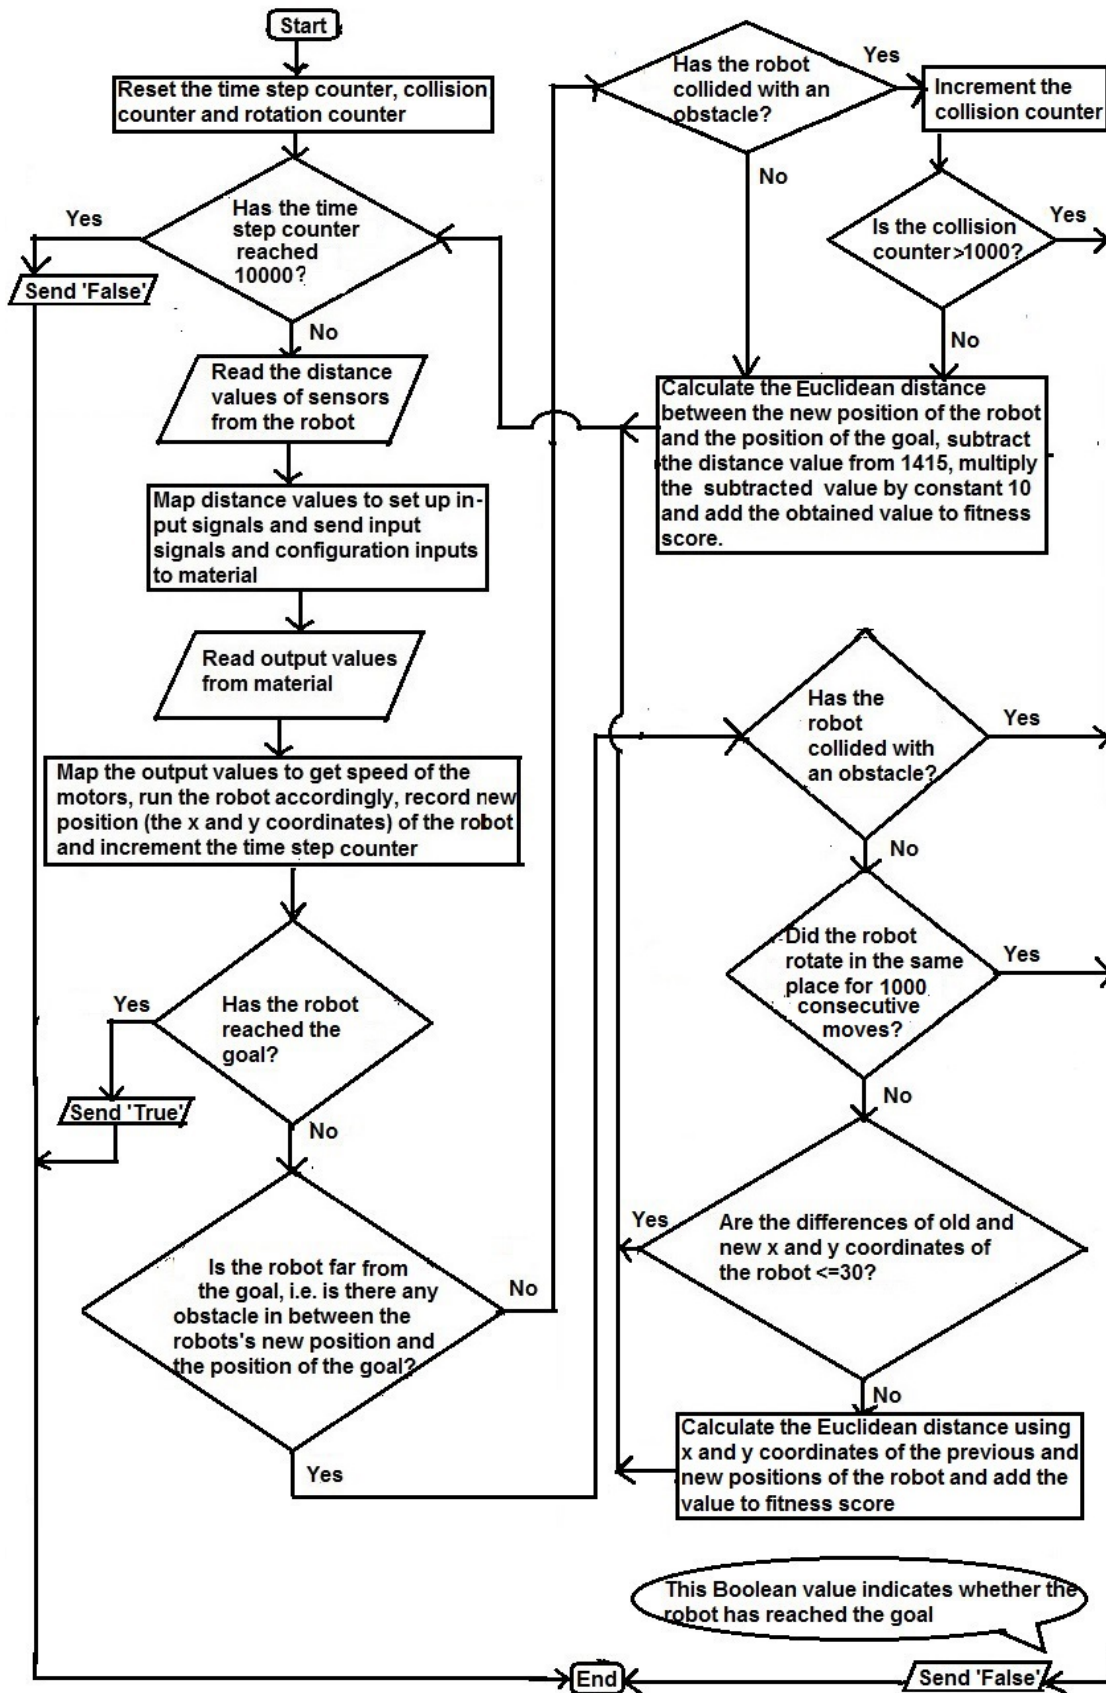 Start
Reset the time step counter, collision
counter and rotation counter
Has the time
step counter
reached
10000?
Yes
Send 'False'
No
Read the distance
values of sensors
from the robot
Map distance values to set up in-
put signals and send input
signals and configuration inputs
to material
Read output values
from material
Map the output values to get speed of the
motors, run the robot accordingly, record new
position (the x and y coordinates) of the robot
and increment the time step counter
Has the robot
reached the
goal?
Yes
Send 'True'
No
Is the robot far from
the goal, i.e. is there any
obstacle in between the
robots's new position and
the position of the goal?
No
Yes
Has the robot
collided with an
obstacle?
Yes
Increment the
collision counter
No
Is the collision
counter>1000?
Yes
No
Calculate the Euclidean distance
between the new position of the robot
and the position of the goal, subtract
the distance value from 1415, multiply
the subtracted value by constant 10
and add the obtained value to fitness
score.
Has the
robot
collided with
an obstacle?
Yes
No
Did the robot
rotate in the same
place for 1000
consecutive
moves?
Yes
No
Are the differences of old and
new x and y coordinates of
the robot <=30?
Yes
No
Calculate the Euclidean distance using
x and y coordinates of the previous and
new positions of the robot and add the
value to fitness score
This Boolean value indicates whether the
robot has reached the goal
Send 'False'
End